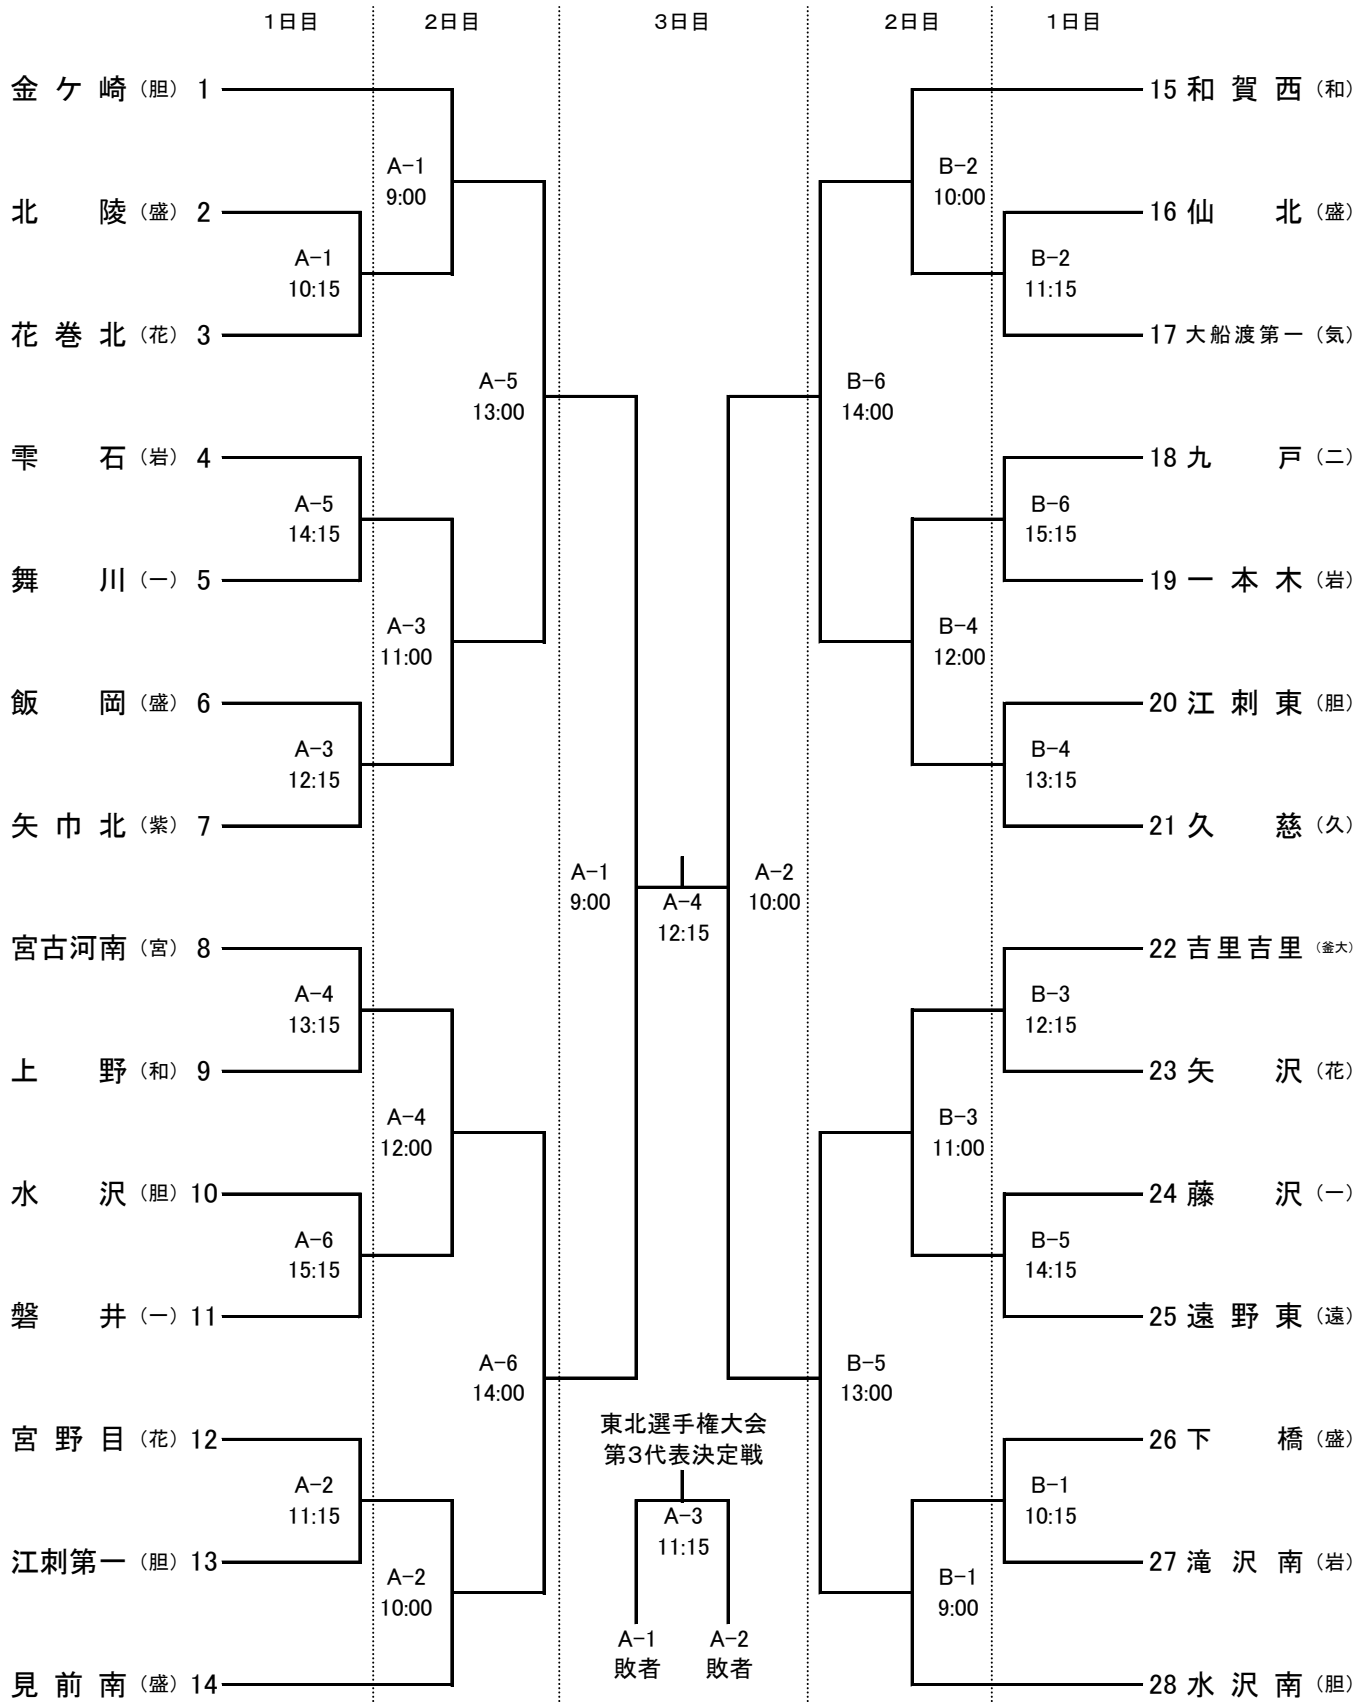 1日目 2日目 3日目 2日目 1日目
金ケ崎（胆） 1
15 和賀西（和）
A-1
9:00
B-2
10:00
北陵（盛） 2
16 仙北（盛）
A-1
10:15
B-2
11:15
花巻北（花） 3
17 大船渡第一（気）
A-5
13:00
B-6
14:00
雫石（岩） 4
18 九戸（二）
A-5
14:15
B-6
15:15
舞川（一） 5
19 一本木（岩）
A-3
11:00
B-4
12:00
飯岡（盛） 6
20 江刺東（胆）
A-3
12:15
B-4
13:15
矢巾北（紫） 7
21 久慈（久）
A-1
9:00
A-4
12:15
A-2
10:00
宮古河南（宮） 8
22 吉里吉里（釜大）
A-4
13:15
B-3
12:15
上野（和） 9
23 矢沢（花）
A-4
12:00
B-3
11:00
水沢（胆） 10
24 藤沢（一）
A-6
15:15
B-5
14:15
磐井（一） 11
25 遠野東（遠）
A-6
14:00
B-5
13:00
東北選手権大会
第3代表決定戦
宮野目（花） 12
26 下橋（盛）
A-2
11:15
A-3
11:15
B-1
10:15
江刺第一（胆） 13
27 滝沢南（岩）
A-2
10:00
B-1
9:00
A-1
敗者
A-2
敗者
見前南（盛） 14
28 水沢南（胆）